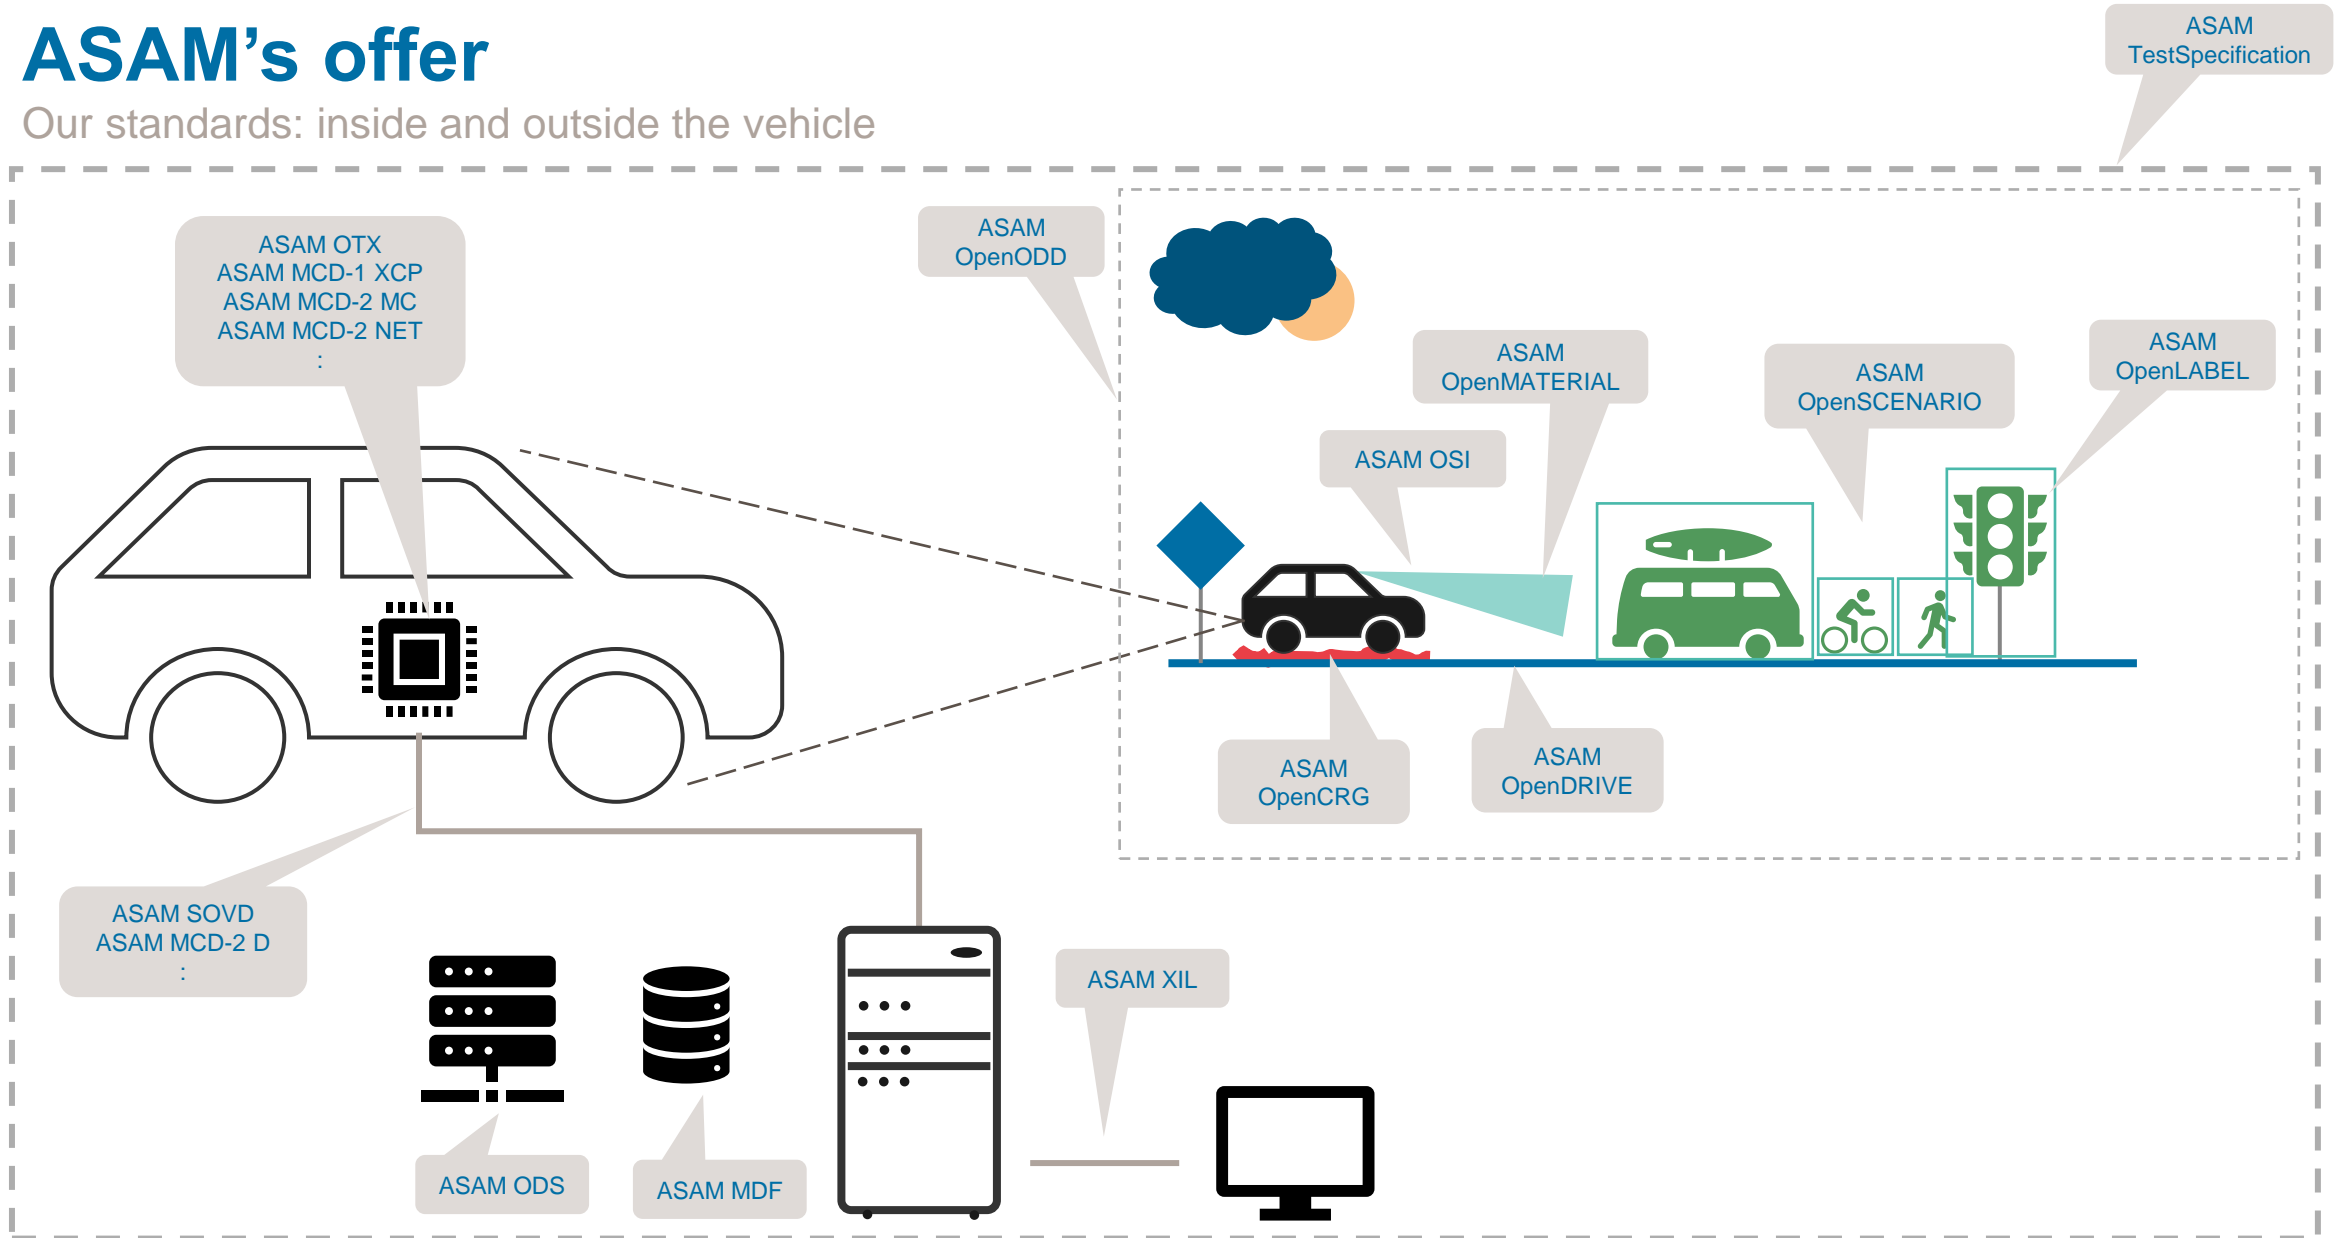 ASAM's offer
Our standards: inside and outside the vehicle
ASAM
TestSpecification
ASAM OTX
ASAM MCD-1 XCP
ASAM MCD-2 MC
ASAM MCD-2 NET
:
ASAM
OpenODD
ASAM
OpenMATERIAL
ASAM
OpenSCENARIO
ASAM
OpenLABEL
ASAM OSI
ASAM
OpenCRG
ASAM
OpenDRIVE
ASAM SOVD
ASAM MCD-2 D
:
ASAM XIL
ASAM ODS
ASAM MDF